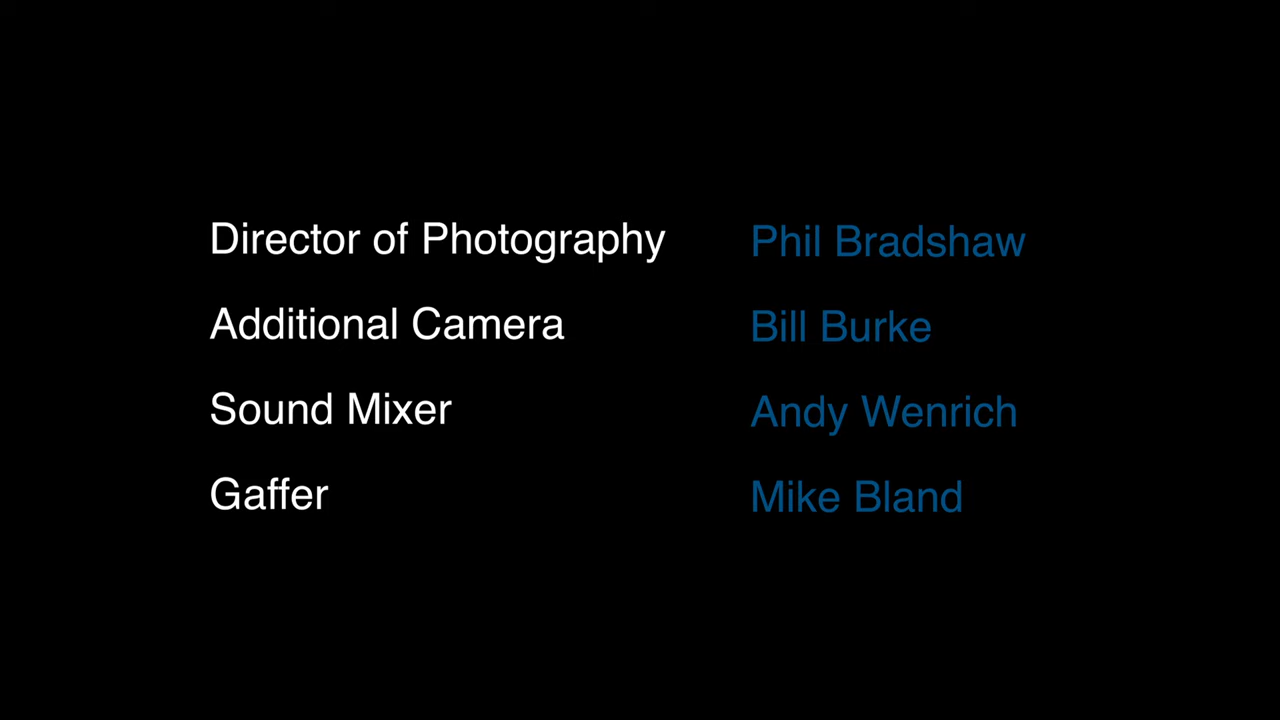 Director of Photography Phil Bradshaw
Additional Camera Bill Burke
Sound Mixer Andy Wenrich
Gaffer Mike Bland